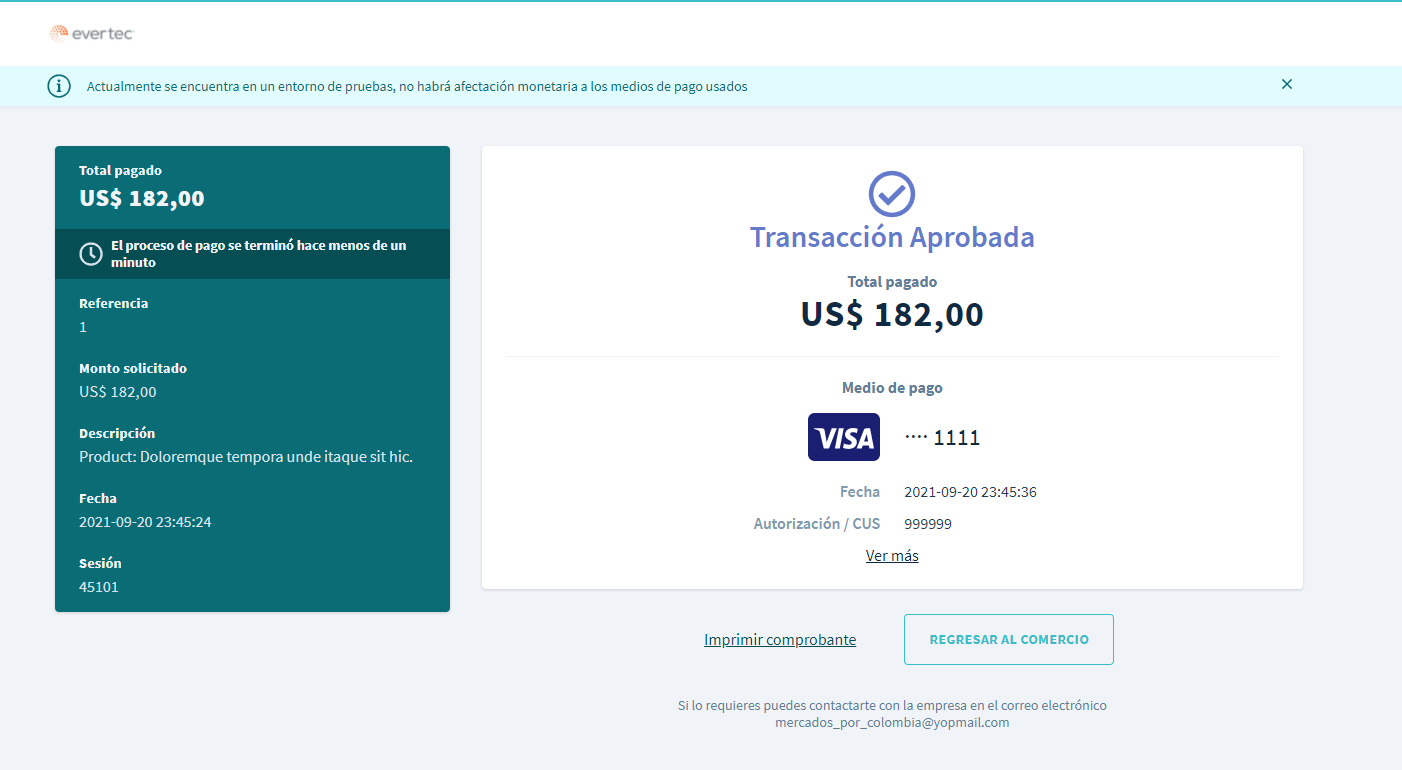 evertec
Actualmente se encuentra en un entorno de pruebas, no habrá afectación monetaria a los medios de pago usados
Total pagado
US$ 182,00
El proceso de pago se terminó hace menos de un
minuto
Referencia
1
Monto solicitado
US$ 182,00
Descripción
Product: Doloremque tempora unde itaque sit hic.
Fecha
2021-09-20 23:45:24
Sesión
45101
Transacción Aprobada
Total pagado
US$ 182,00
Medio de pago
VISA ···· 1111
Fecha 2021-09-20 23:45:36
Autorización / CUS 999999
Ver más
Imprimir comprobante
REGRESAR AL COMERCIO
Si lo requieres puedes contactarte con la empresa en el correo electrónico
mercados_por_colombia@yopmail.com